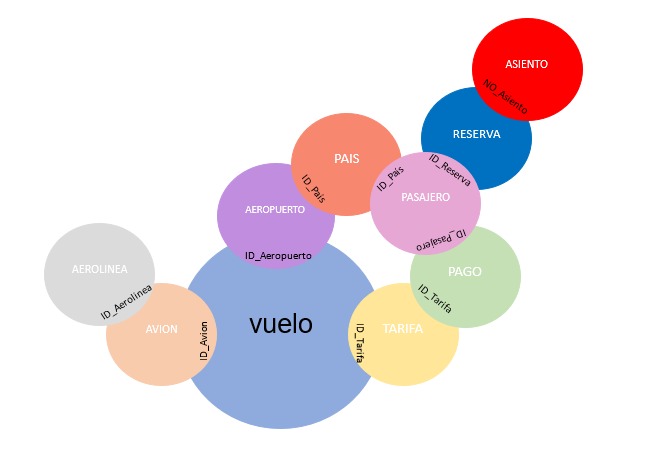 ASIENTO
NO_Asiento
RESERVA
ID_Reserva
PAIS
ID_País
ID_País
PASAJERO
ID_Pasajero
AEROPUERTO
ID_Aeropuerto
AEROLINEA
ID_Aerolinea
PAGO
ID_Tarifa
AVION
ID_Avion
vuelo
ID_Tarifa
TARIFA